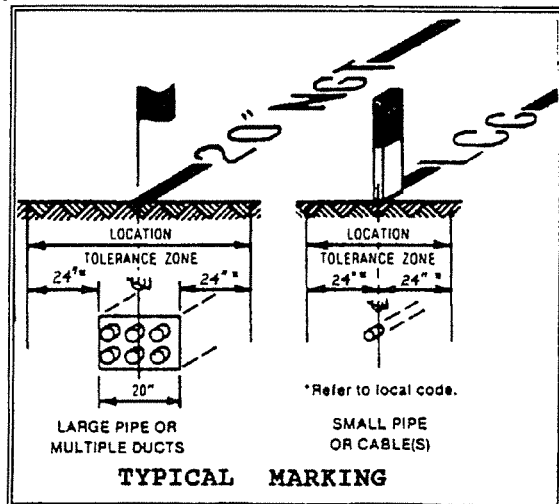 20" NGT
LCC
LOCATION
TOLERANCE ZONE
24"* 24"*
20"
LARGE PIPE OR
MULTIPLE DUCTS
LOCATION
TOLERANCE ZONE
24"* 24"*
*Refer to local code.
SMALL PIPE
OR CABLE(S)
TYPICAL MARKING